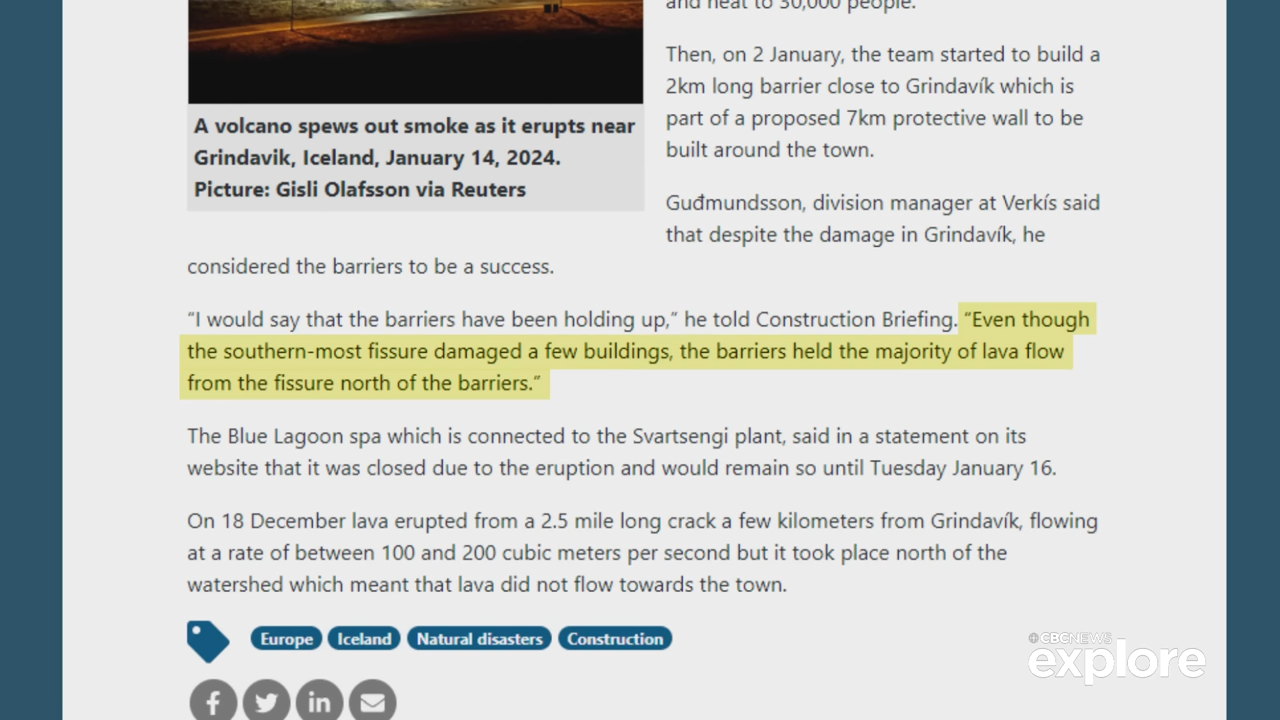 and heat to 30,000 people.
Then, on 2 January, the team started to build a
2km long barrier close to Grindavík which is
part of a proposed 7km protective wall to be
built around the town.
A volcano spews out smoke as it erupts near
Grindavik, Iceland, January 14, 2024.
Picture: Gisli Olafsson via Reuters
Guđmundsson, division manager at Verkís said
that despite the damage in Grindavík, he
considered the barriers to be a success.
“I would say that the barriers have been holding up,” he told Construction Briefing. “Even though
the southern-most fissure damaged a few buildings, the barriers held the majority of lava flow
from the fissure north of the barriers.”
The Blue Lagoon spa which is connected to the Svartsengi plant, said in a statement on its
website that it was closed due to the eruption and would remain so until Tuesday January 16.
On 18 December lava erupted from a 2.5 mile long crack a few kilometers from Grindavík, flowing
at a rate of between 100 and 200 cubic meters per second but it took place north of the
watershed which meant that lava did not flow towards the town.
Europe Iceland Natural disasters Construction
CBCNEWS
explore